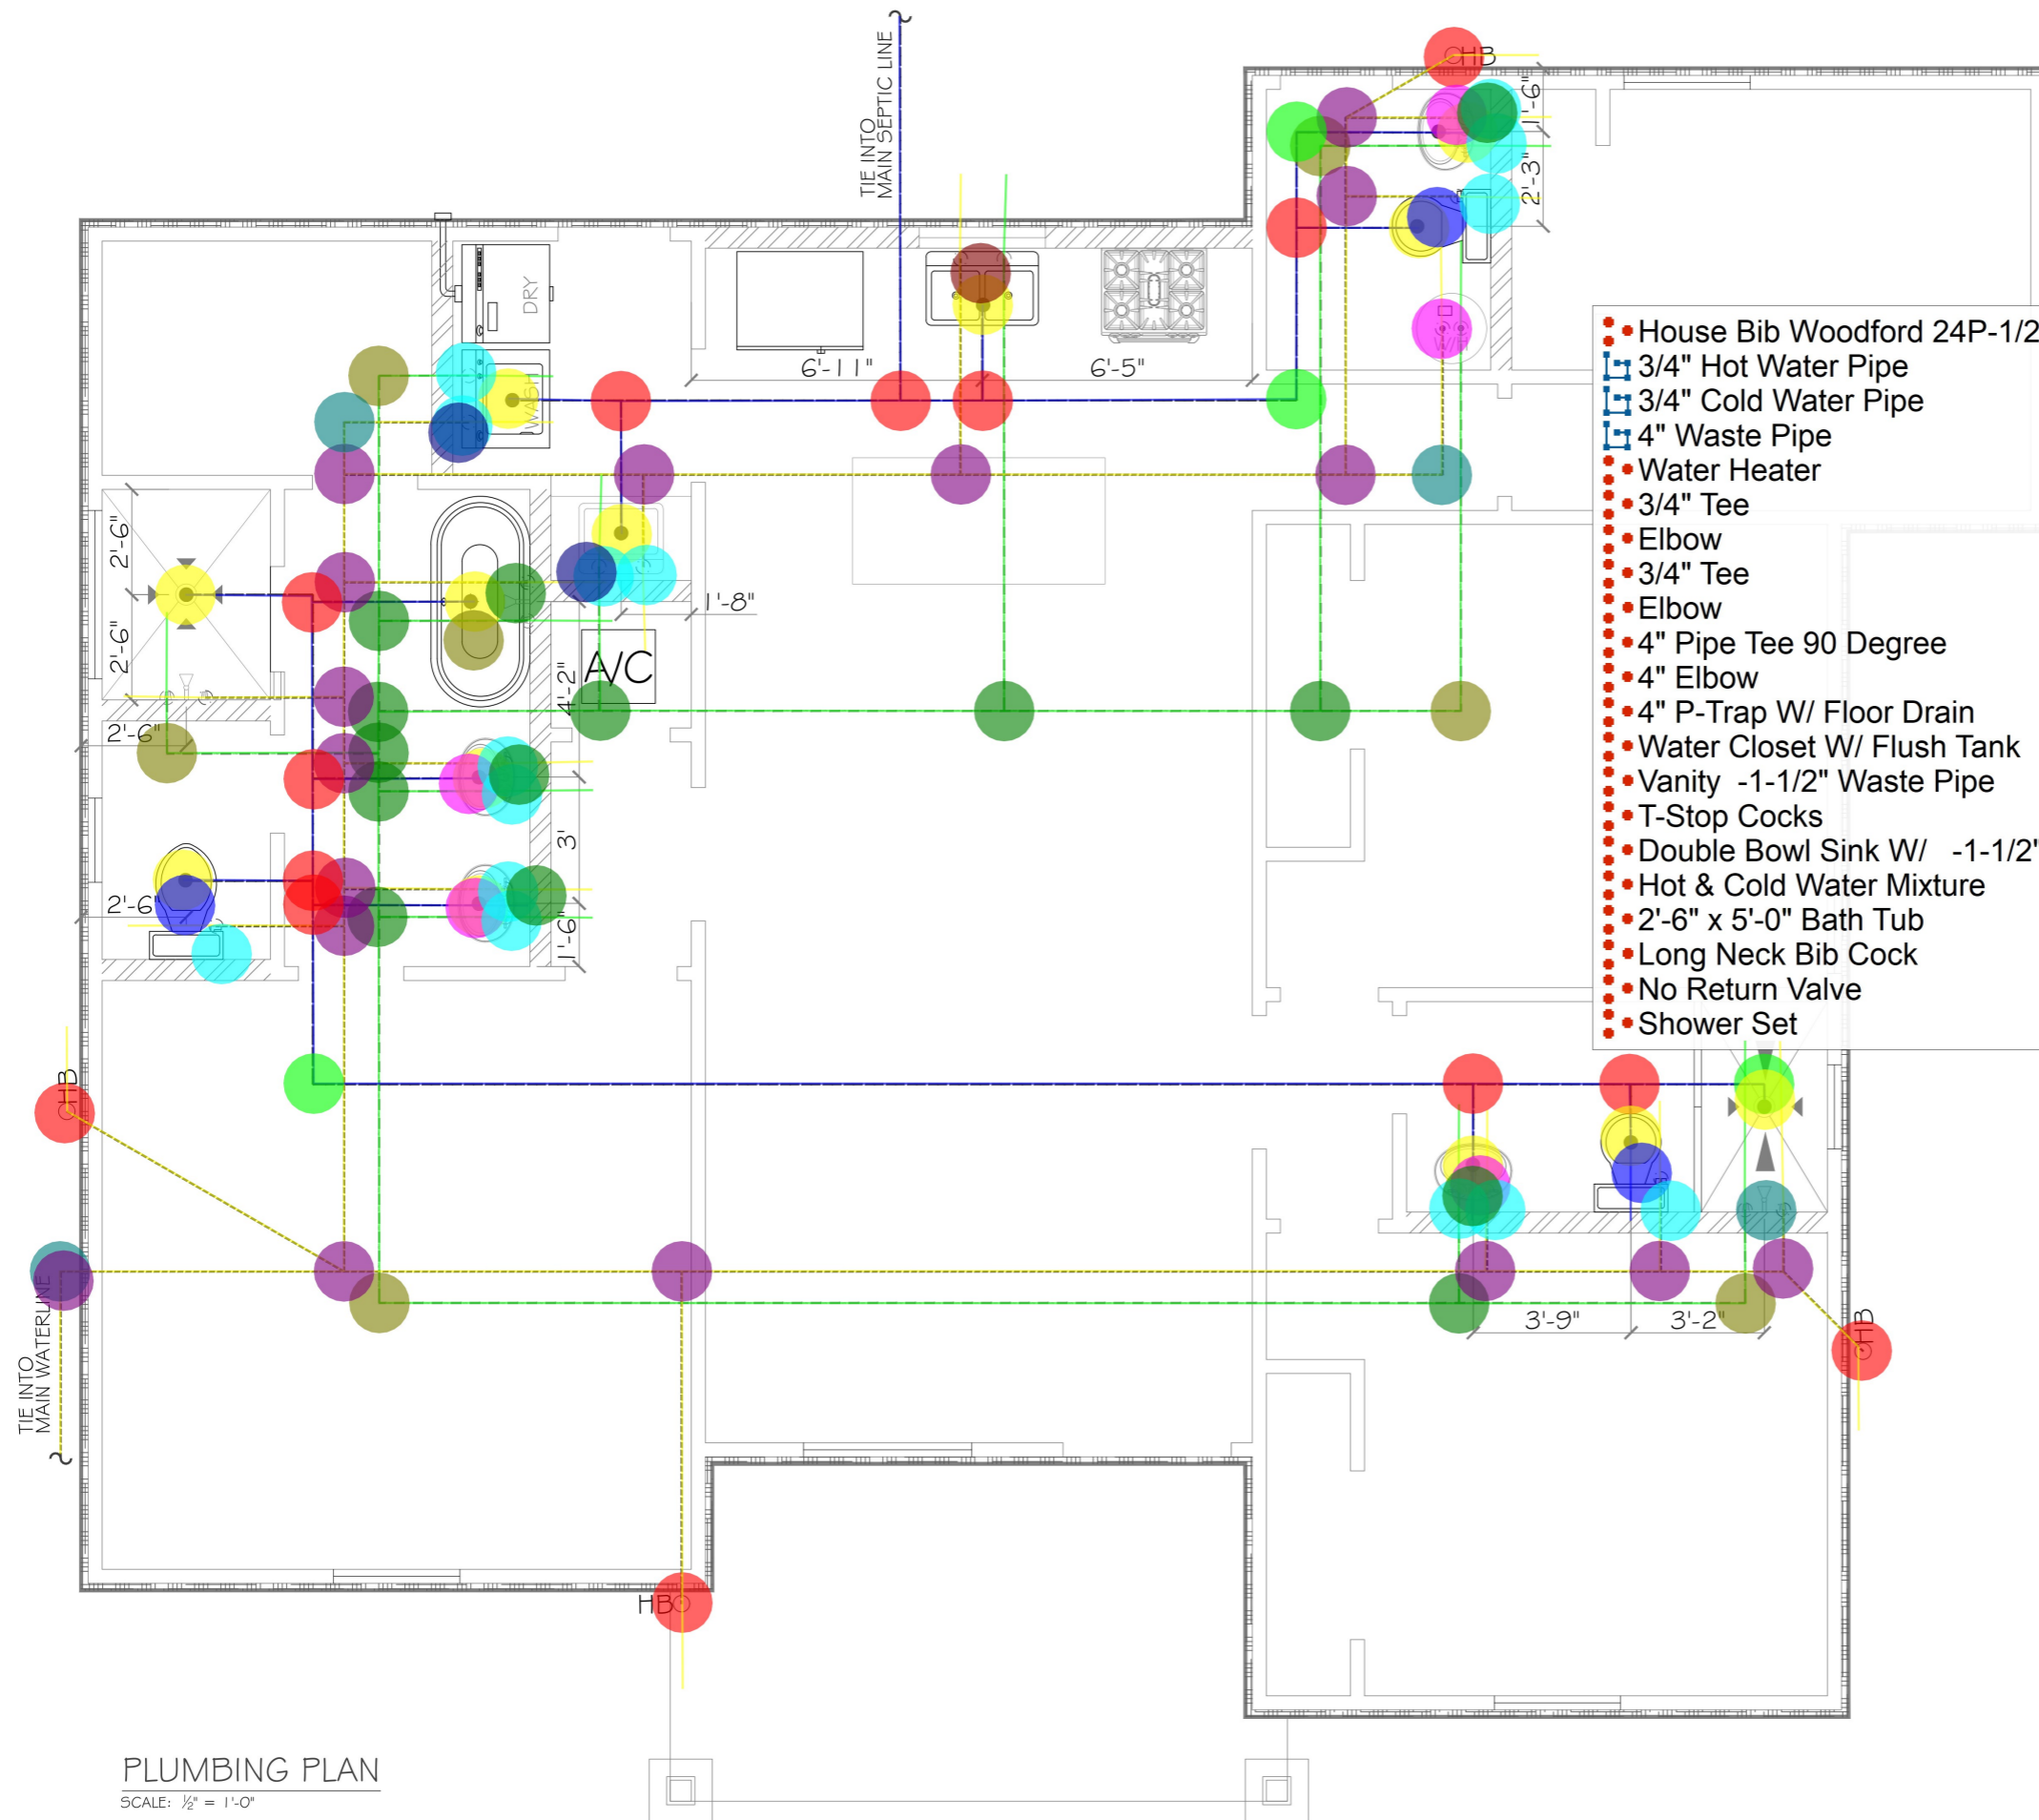 TIE INTO
MAIN SEPTIC LINE
HB
1'-6"
2'-3"
DRY
WASH
W/H
6'-11"
6'-5"
House Bib Woodford 24P-1/2
3/4" Hot Water Pipe
3/4" Cold Water Pipe
4" Waste Pipe
Water Heater
3/4" Tee
Elbow
3/4" Tee
Elbow
4" Pipe Tee 90 Degree
4" Elbow
4" P-Trap W/ Floor Drain
Water Closet W/ Flush Tank
Vanity -1-1/2" Waste Pipe
T-Stop Cocks
Double Bowl Sink W/ -1-1/2"
Hot & Cold Water Mixture
2'-6" x 5'-0" Bath Tub
Long Neck Bib Cock
No Return Valve
Shower Set
2'-6"
2'-6"
1'-8"
A/C
4'-2"
2'-6"
3'
2'-6"
1'-6"
HB
TIE INTO
MAIN WATERLINE
3'-9"
3'-2"
HB
HB
PLUMBING PLAN
SCALE: ½" = 1'-0"